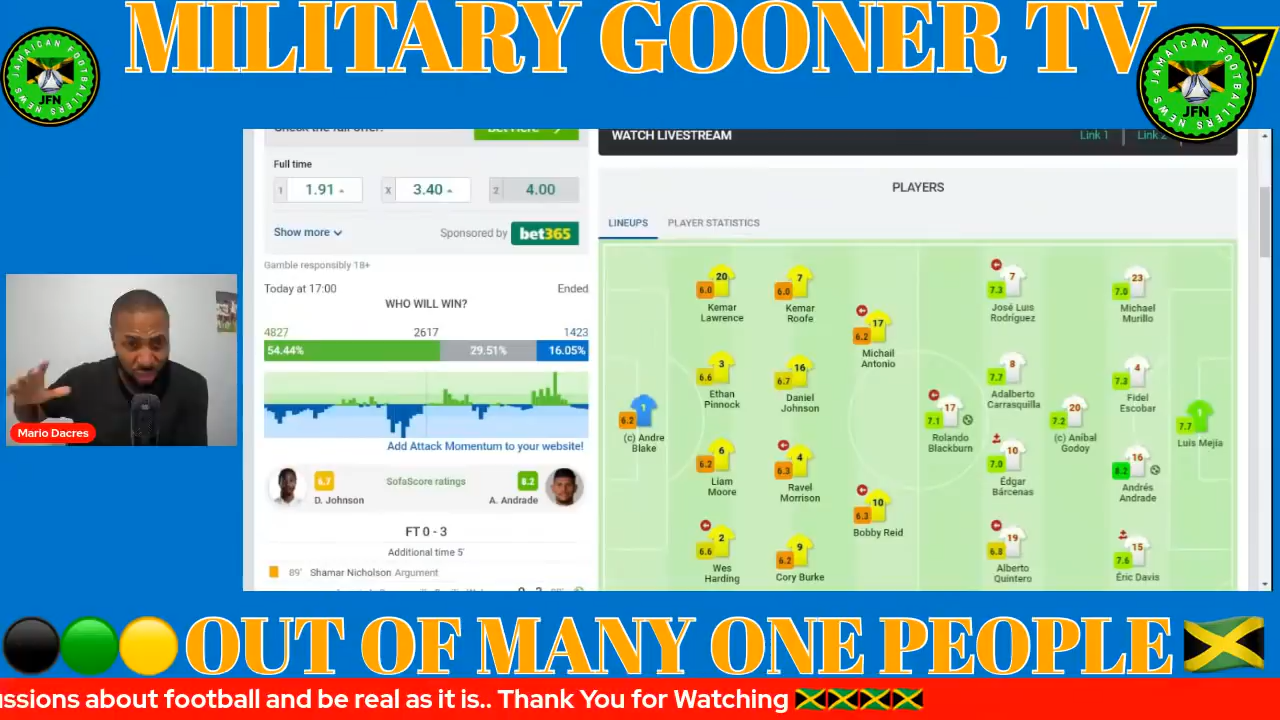 MILITARY GOONER TV
JAMAICAN FOOTBALLERS NEWS
JFN
JAMAICAN FOOTBALLERS NEWS
JFN
WATCH LIVESTREAM
Link 1
Full time
1 1.91
X 3.40
2 4.00
Show more
Sponsored by bet365
Gamble responsibly 18+
Today at 17:00
Ended
WHO WILL WIN?
4827 2617 1423
54.44% 29.51% 16.05%
Add Attack Momentum to your website!
6.7
D. Johnson
SofaScore ratings
8.2
A. Andrade
FT 0 - 3
Additional time 5'
89' Shamar Nicholson Argument
PLAYERS
LINEUPS PLAYER STATISTICS
1
6.2
(c) Andre
Blake
20
6.0
Kemar
Lawrence
3
6.6
Ethan
Pinnock
6
6.2
Liam
Moore
2
6.6
Wes
Harding
7
6.0
Kemar
Roofe
16
6.7
Daniel
Johnson
4
6.3
Ravel
Morrison
9
6.2
Cory Burke
17
6.2
Michail
Antonio
10
6.3
Bobby Reid
17
7.1
Rolando
Blackburn
7
7.3
José Luis
Rodríguez
8
7.7
Adalberto
Carrasquilla
10
7.0
Édgar
Bárcenas
19
6.8
Alberto
Quintero
20
7.2
(c) Aníbal
Godoy
23
7.0
Michael
Murillo
4
7.3
Fidel
Escobar
16
8.2
Andrés
Andrade
15
7.6
Éric Davis
1
7.7
Luis Mejía
Mario Dacres
OUT OF MANY ONE PEOPLE
ussions about football and be real as it is.. Thank You for Watching